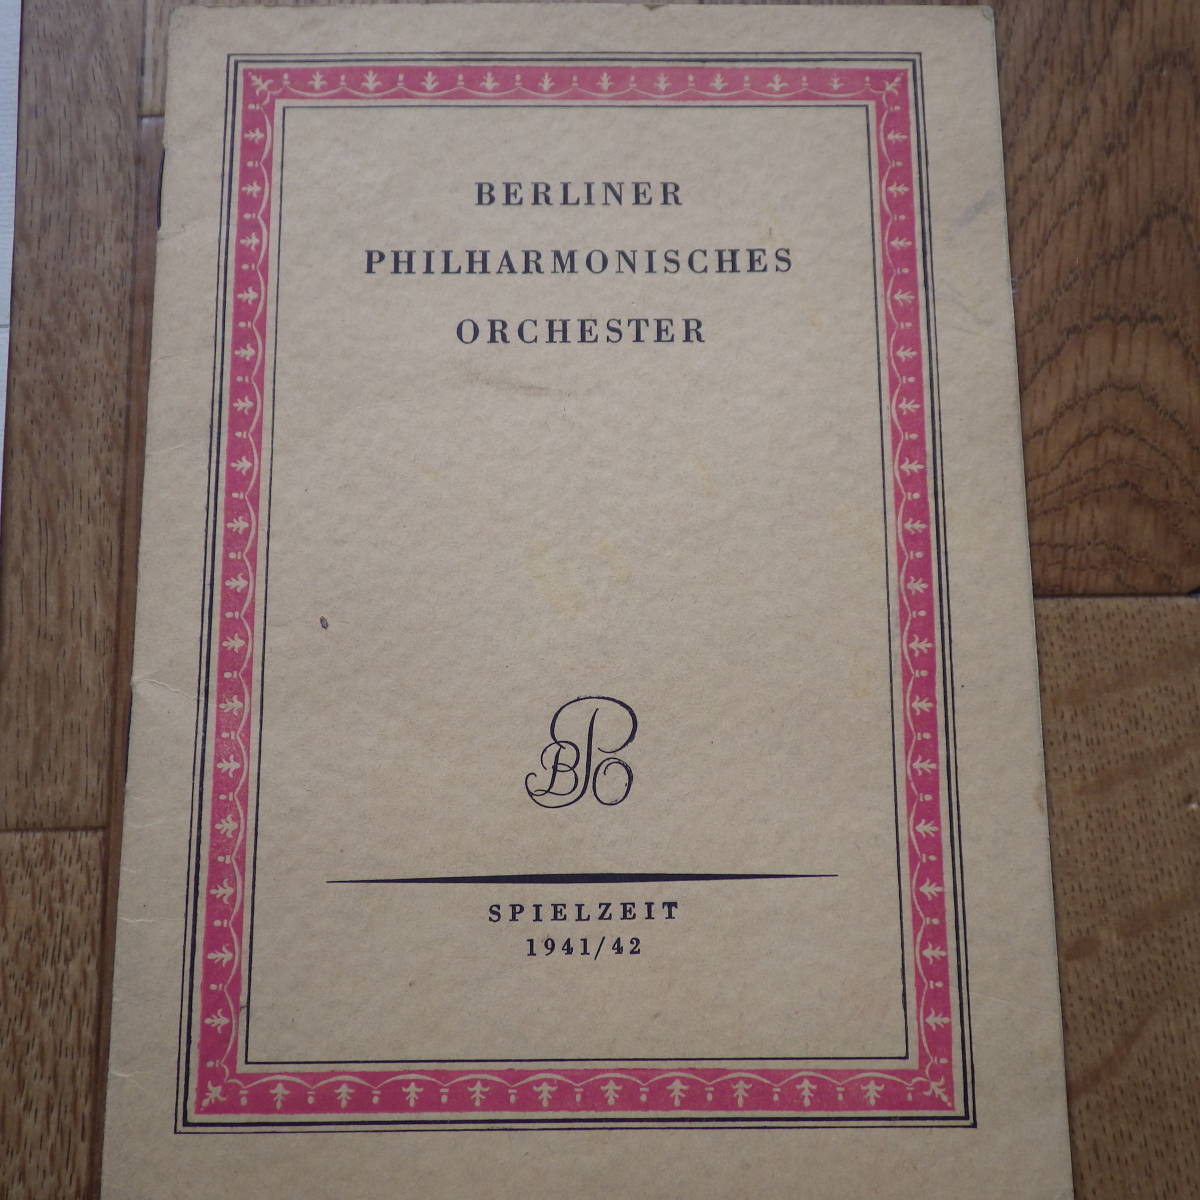 BERLINER
PHILHARMONISCHES
ORCHESTER
BPO
SPIELZEIT
1941/42